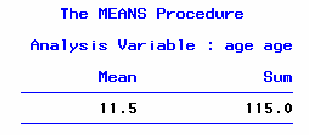 The MEANS Procedure
Analysis Variable : age age
Mean Sum
11.5 115.0